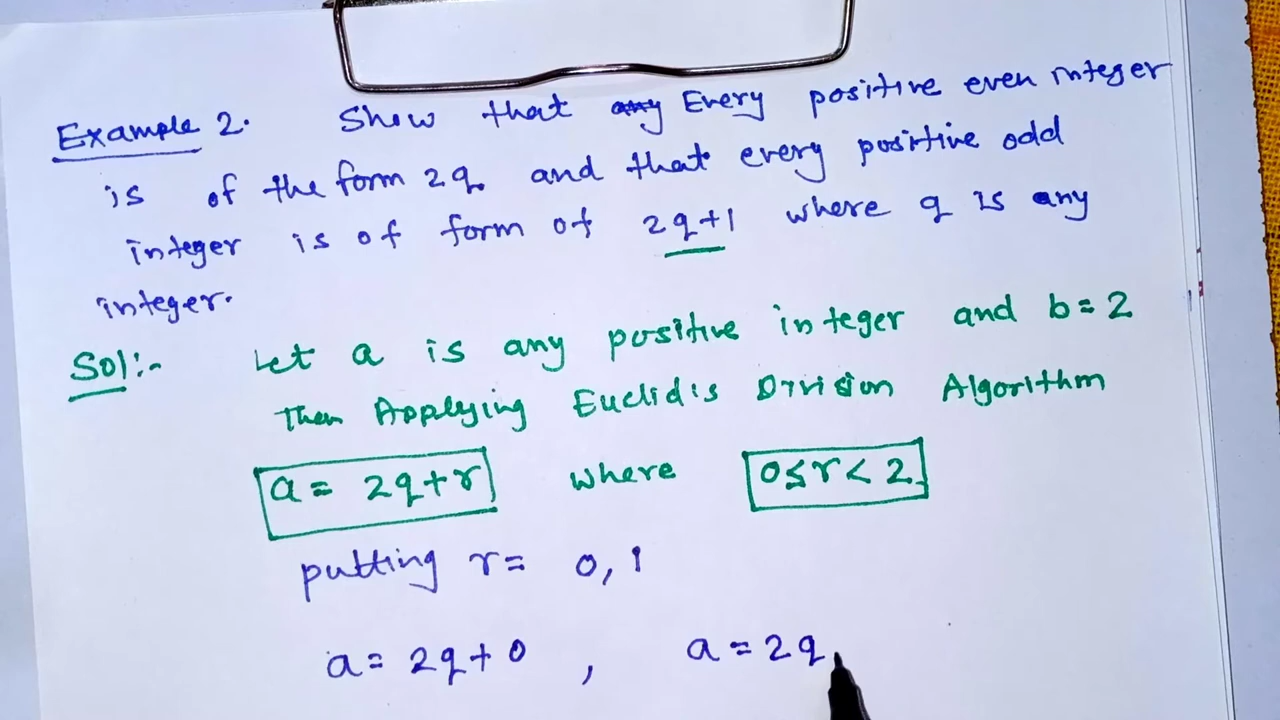 Example 2. Show that any Every positive even integer
is of the form 2q and that every positive odd
integer is of form of 2q+1 where q is any
integer.
Sol:- Let a is any positive integer and b=2
Then Applying Euclid's Division Algorithm
a = 2q+r where 0≤r<2
putting r= 0, 1
a= 2q+0 , a=2q